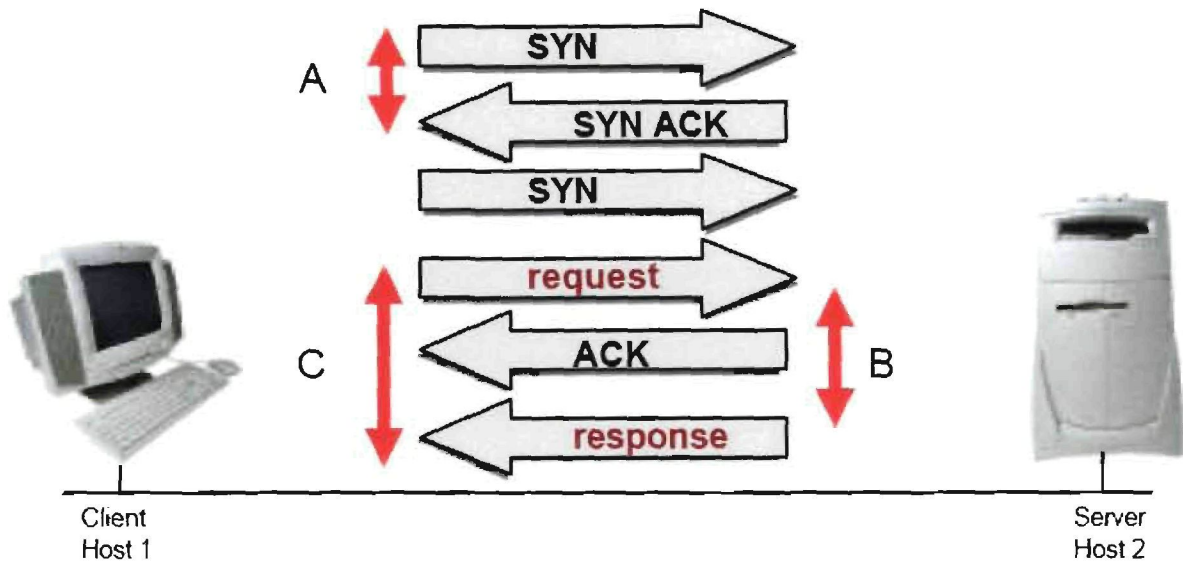 SYN
A
SYN ACK
SYN
request
ACK
C
B
response
Client
Host 1
Server
Host 2